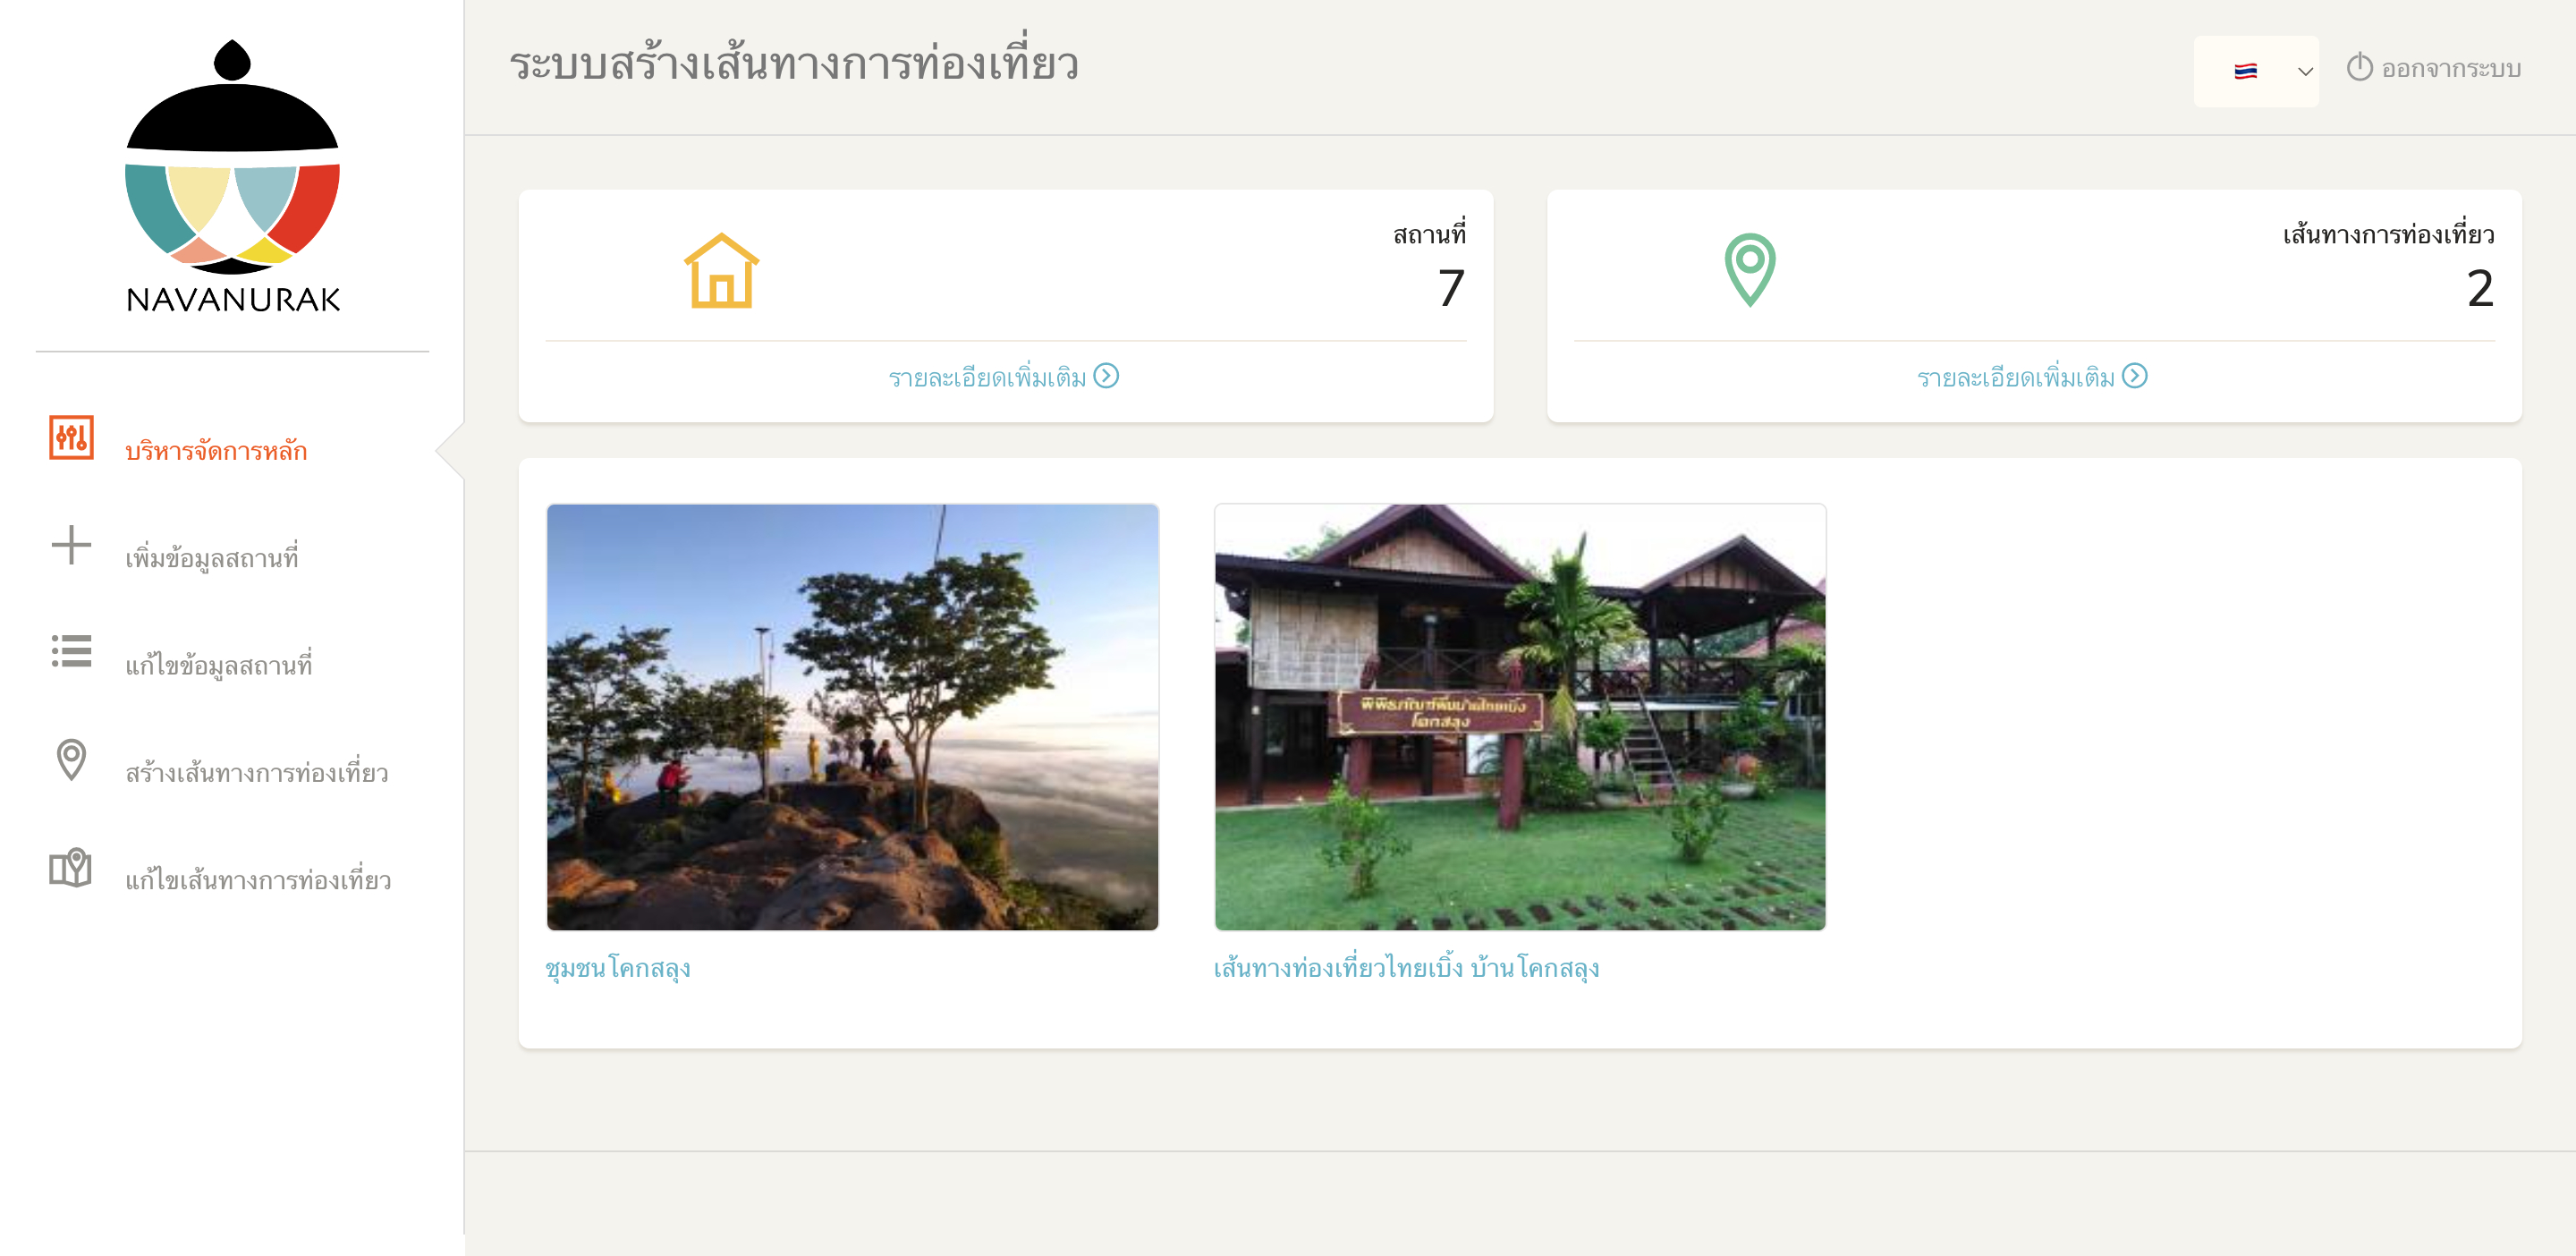 NAVANURAK
บริหารจัดการหลัก
เพิ่มข้อมูลสถานที่
แก้ไขข้อมูลสถานที่
สร้างเส้นทางการท่องเที่ยว
แก้ไขเส้นทางการท่องเที่ยว
ระบบสร้างเส้นทางการท่องเที่ยว
ออกจากระบบ
สถานที่
7
รายละเอียดเพิ่มเติม
เส้นทางการท่องเที่ยว
2
รายละเอียดเพิ่มเติม
พิพิธภัณฑ์พื้นบ้านไทยเบิ้ง
โคกสลุง
ชุมชนโคกสลุง
เส้นทางท่องเที่ยวไทยเบิ้ง บ้านโคกสลุง